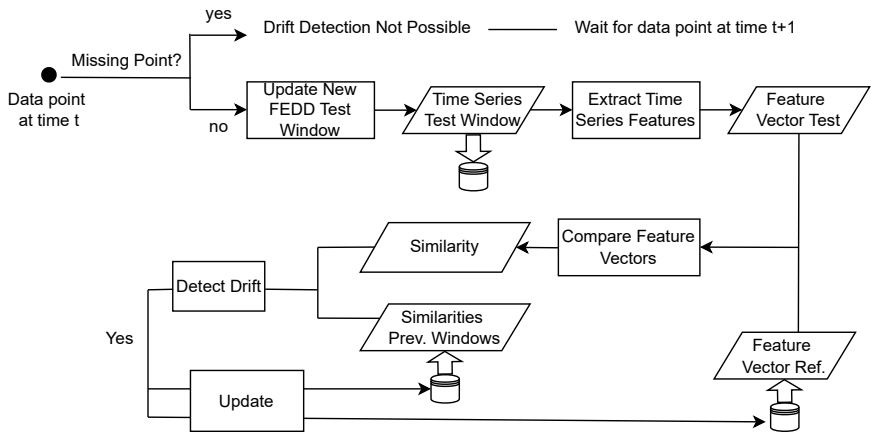 yes
Drift Detection Not Possible
Wait for data point at time t+1
Missing Point?
Data point
at time t
no
Update New
FEDD Test
Window
Time Series
Test Window
Extract Time
Series Features
Feature
Vector Test
Similarity
Compare Feature
Vectors
Detect Drift
Similarities
Prev. Windows
Yes
Feature
Vector Ref.
Update